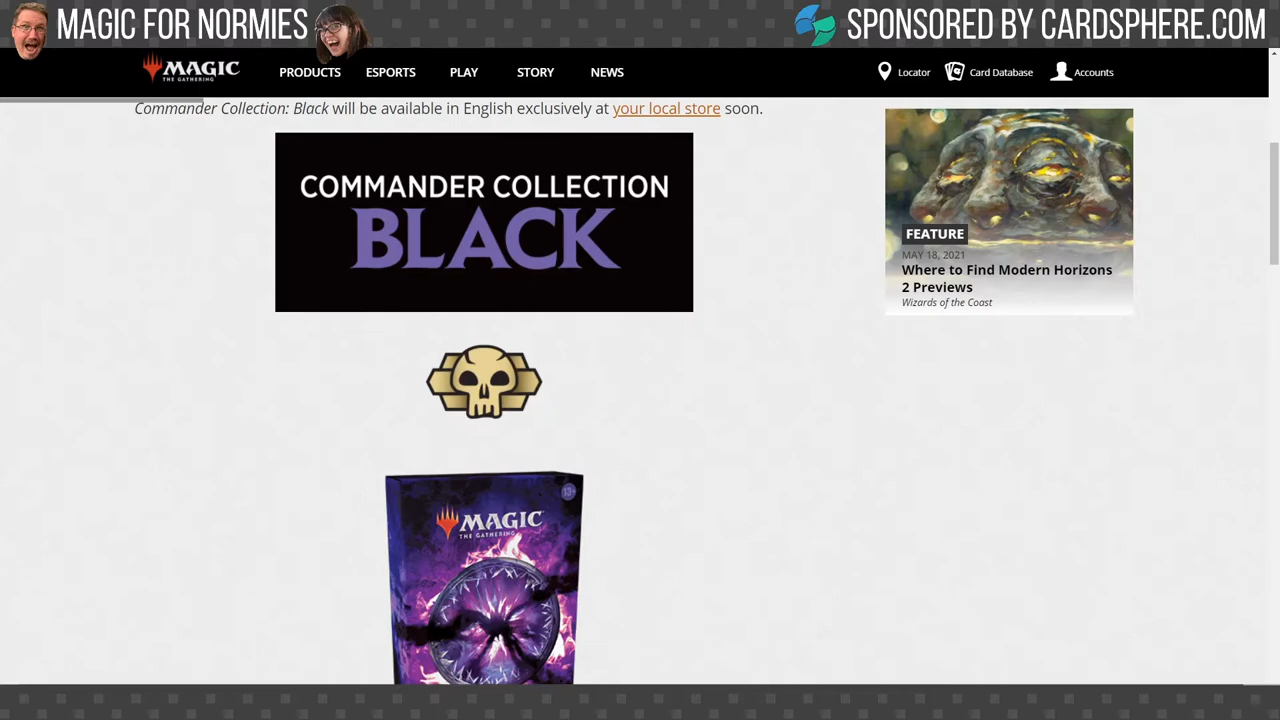 MAGIC FOR NORMIES
SPONSORED BY CARDSPHERE.COM
MAGIC
THE GATHERING
PRODUCTS
ESPORTS
PLAY
STORY
NEWS
Locator
Card Database
Accounts
Commander Collection: Black will be available in English exclusively at your local store soon.
COMMANDER COLLECTION
BLACK
FEATURE
MAY 18, 2021
Where to Find Modern Horizons
2 Previews
Wizards of the Coast
13+
MAGIC
THE GATHERING